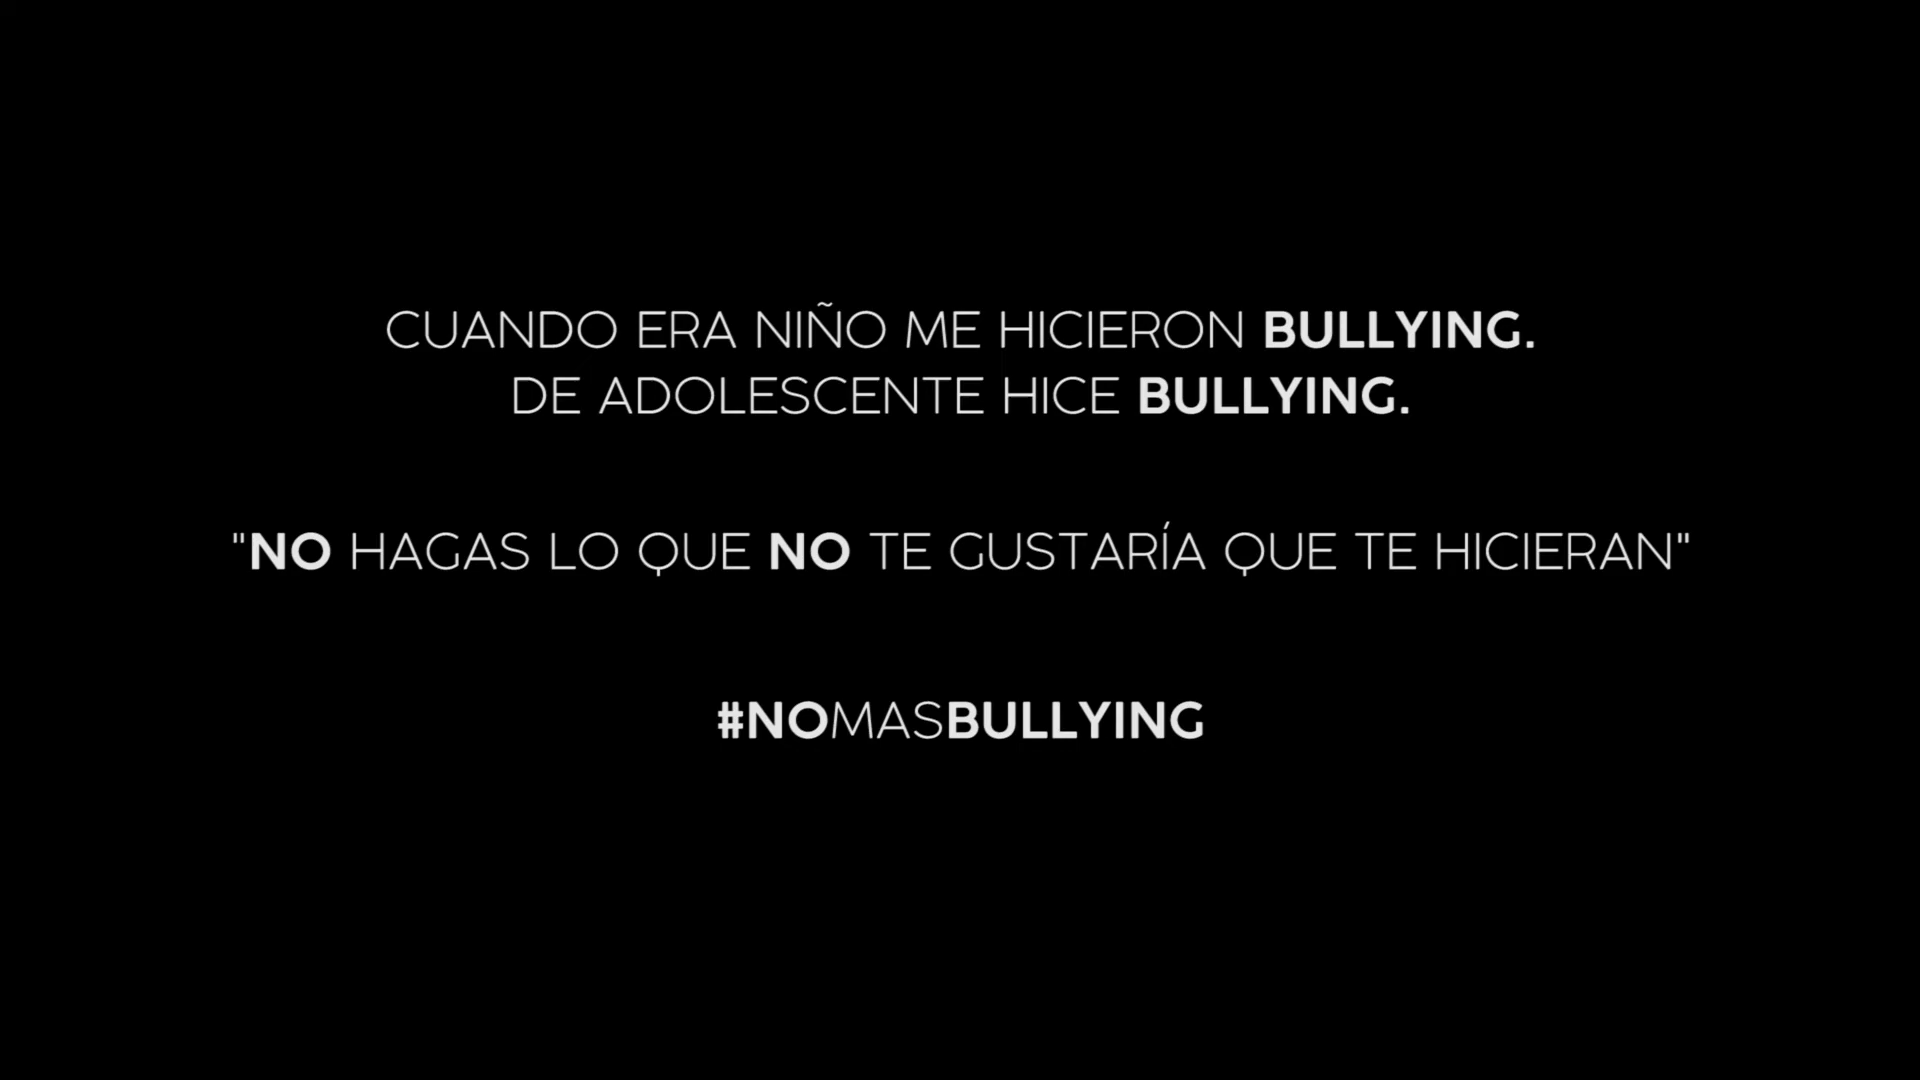 CUANDO ERA NIÑO ME HICIERON BULLYING.
DE ADOLESCENTE HICE BULLYING.
"NO HAGAS LO QUE NO TE GUSTARÍA QUE TE HICIERAN"
#NOMASBULLYING